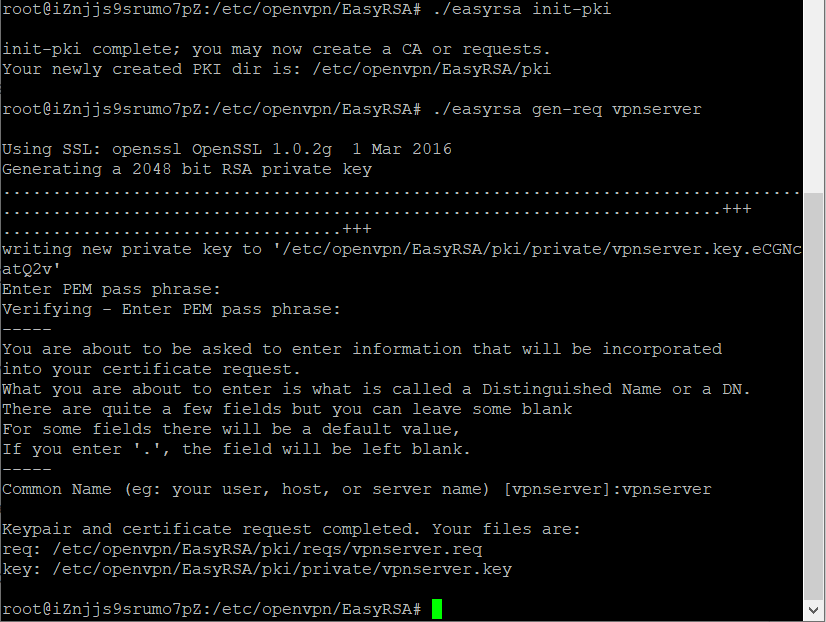 root@iZnjjs9srumo7pZ:/etc/openvpn/EasyRSA# ./easyrsa init-pki
init-pki complete; you may now create a CA or requests.
Your newly created PKI dir is: /etc/openvpn/EasyRSA/pki
root@iZnjjs9srumo7pZ:/etc/openvpn/EasyRSA# ./easyrsa gen-req vpnserver
Using SSL: openssl OpenSSL 1.0.2g  1 Mar 2016
Generating a 2048 bit RSA private key
................................................................................
........................................................................+++
..................................+++
writing new private key to '/etc/openvpn/EasyRSA/pki/private/vpnserver.key.eCGNc
atQ2v'
Enter PEM pass phrase:
Verifying - Enter PEM pass phrase:
-----
You are about to be asked to enter information that will be incorporated
into your certificate request.
What you are about to enter is what is called a Distinguished Name or a DN.
There are quite a few fields but you can leave some blank
For some fields there will be a default value,
If you enter '.', the field will be left blank.
-----
Common Name (eg: your user, host, or server name) [vpnserver]:vpnserver
Keypair and certificate request completed. Your files are:
req: /etc/openvpn/EasyRSA/pki/reqs/vpnserver.req
key: /etc/openvpn/EasyRSA/pki/private/vpnserver.key
root@iZnjjs9srumo7pZ:/etc/openvpn/EasyRSA#